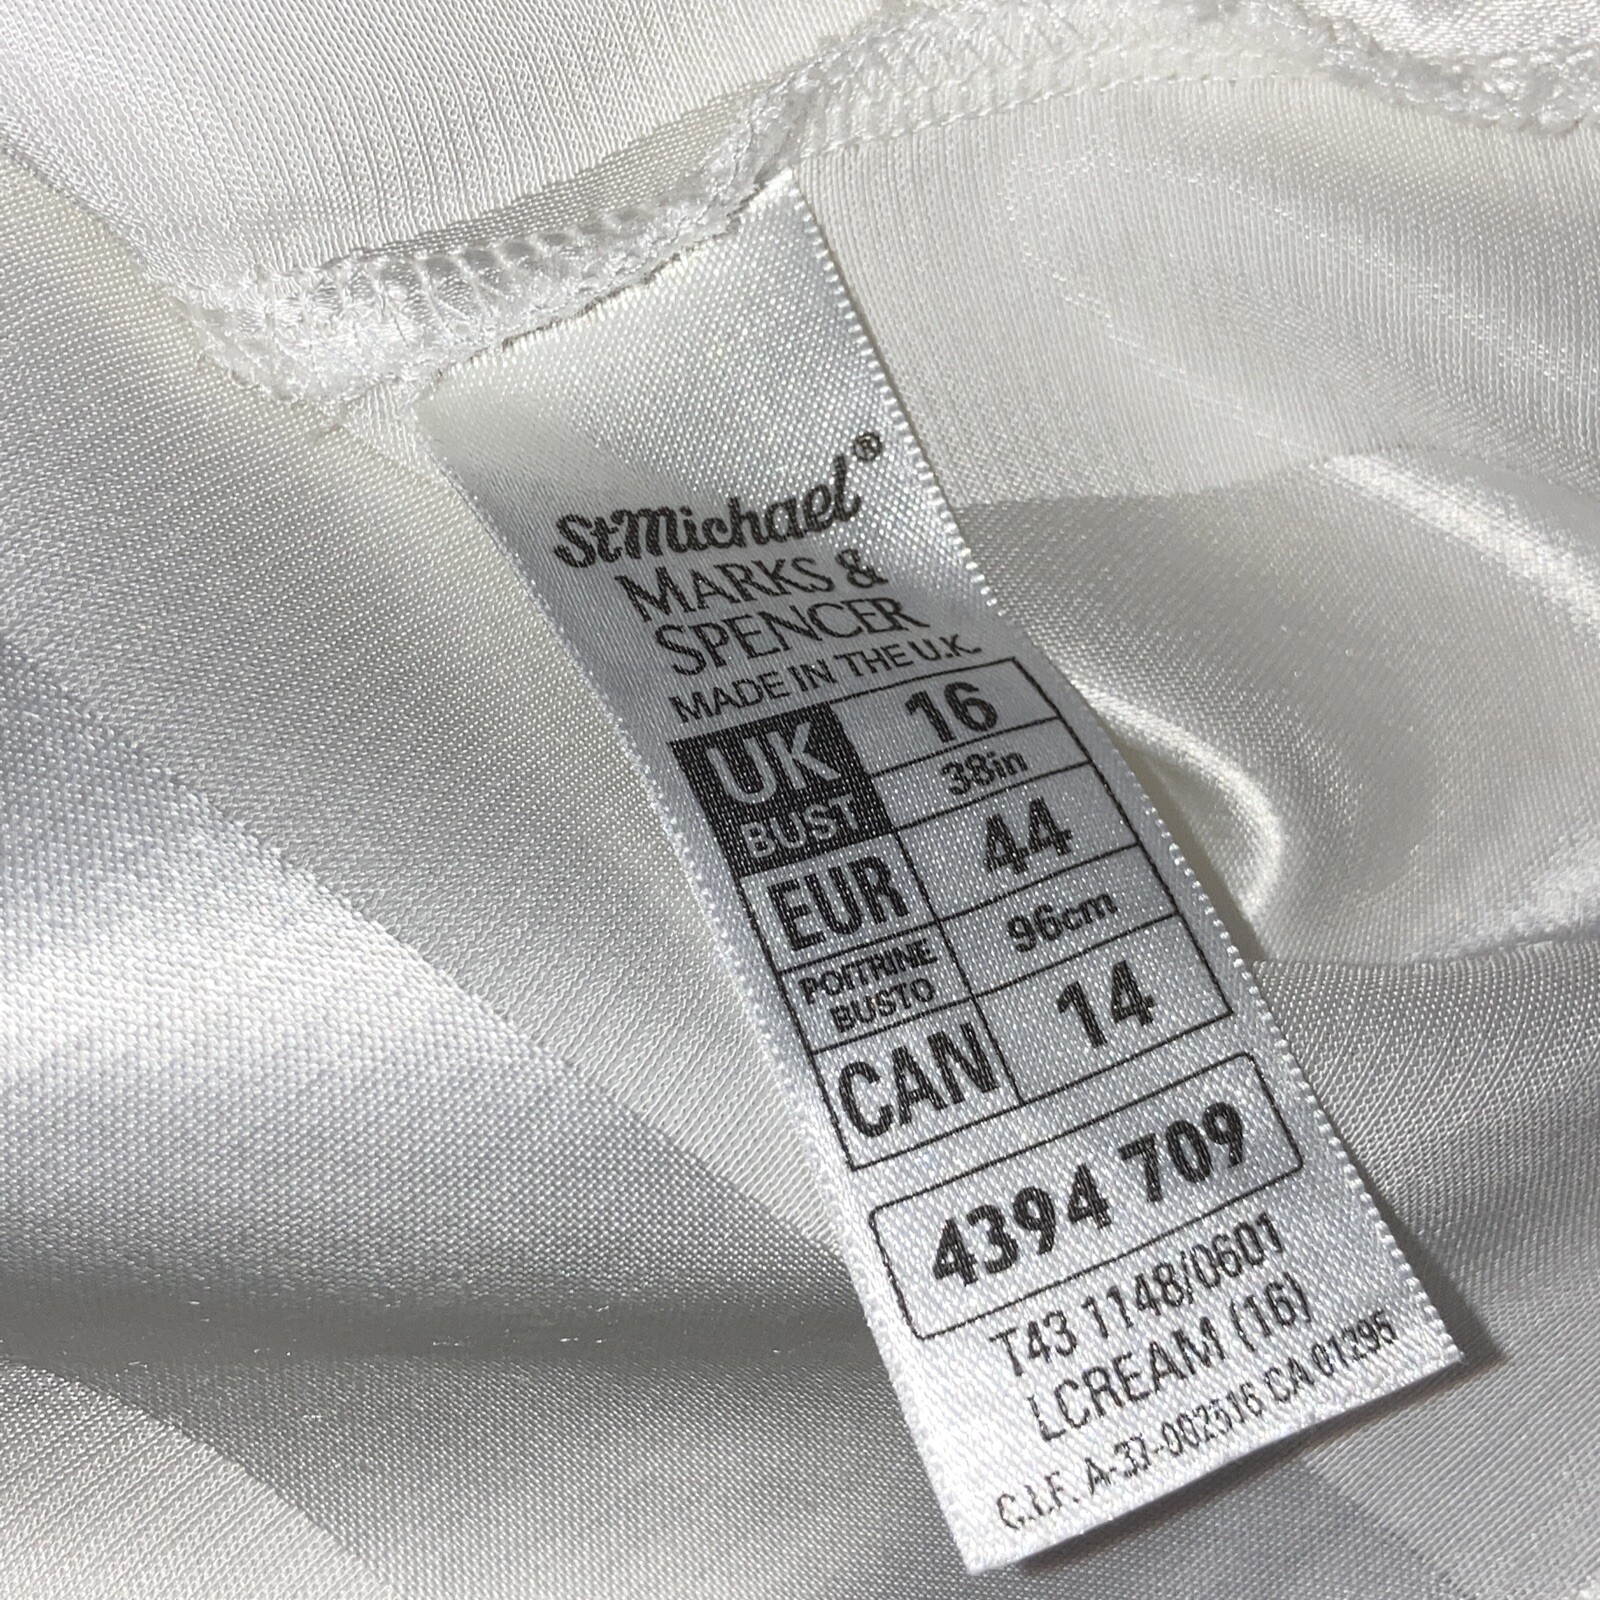 StMichael®
MARKS &
SPENCER
MADE IN THE U.K.
UK 16
BUST 38in
EUR 44
POITRINE 96cm
BUSTO
CAN 14
4394 709
T43 1148/0601
LCREAM (16)
C.I.F. A-37-002516 CA 01295